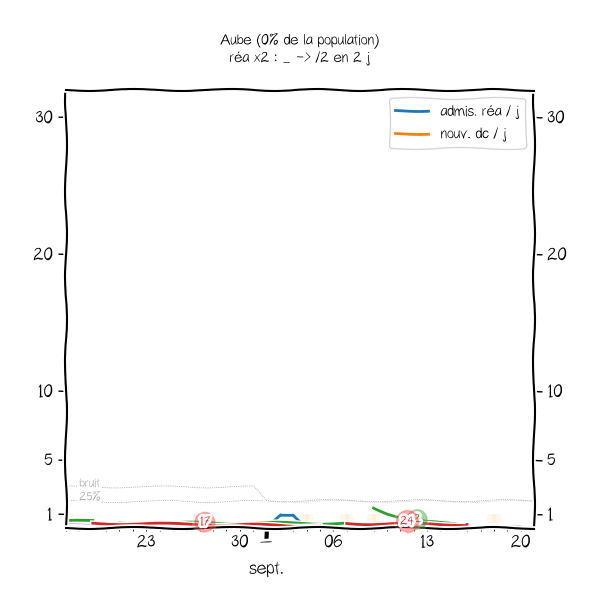 Aube (0% de la population)
réa x2 : _ -> /2 en 2 j
admis. réa / j
nouv. dc / j
30 30
20 20
10 10
5 5
bruit
25%
1 1
17 24
23 30 06 13 20
sept.